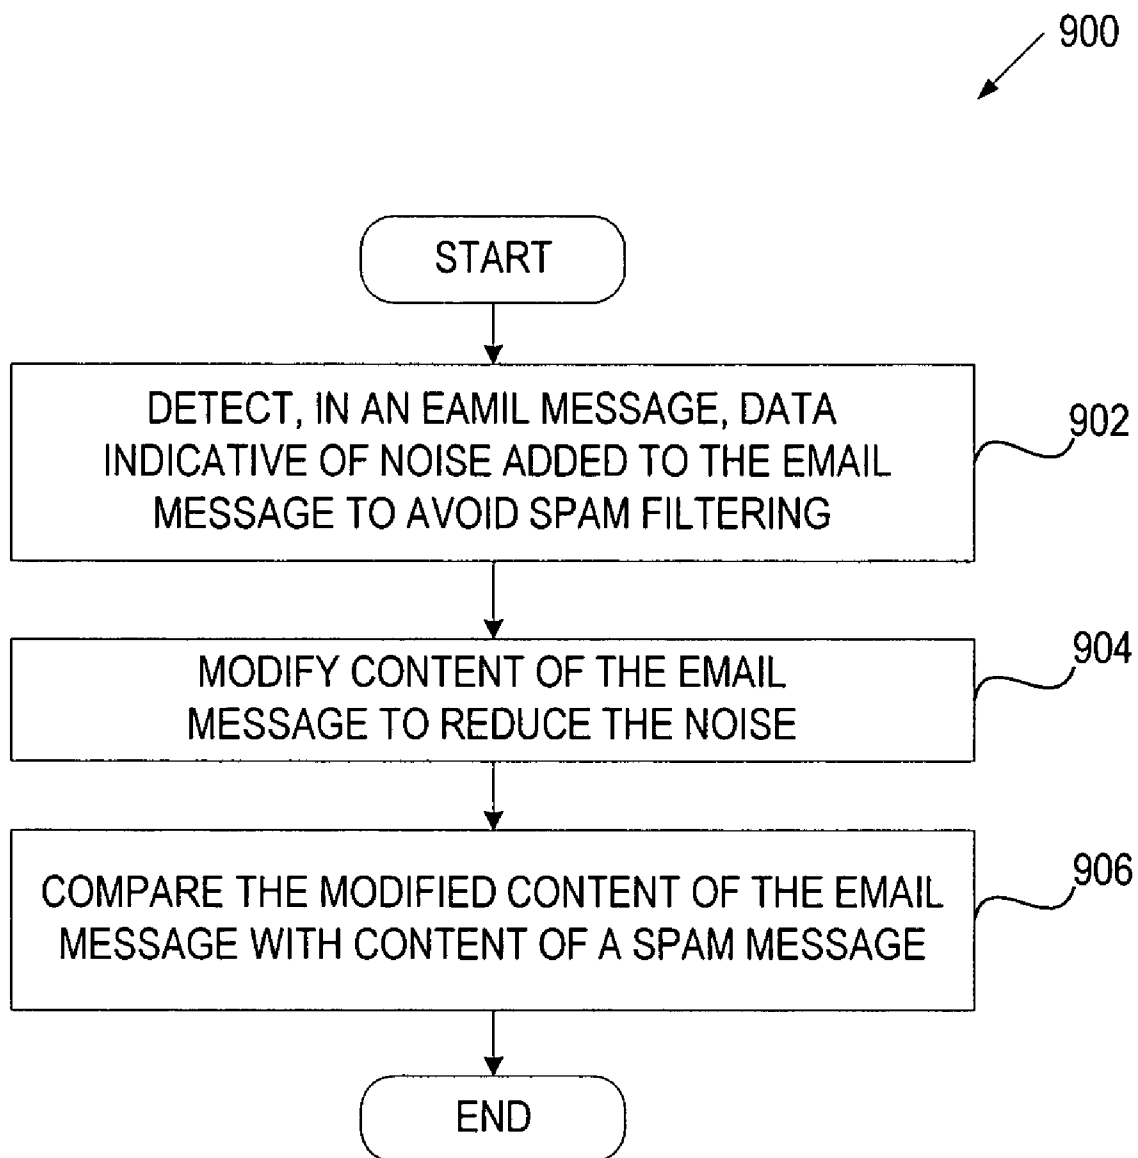 900
START
DETECT, IN AN EAMIL MESSAGE, DATA
INDICATIVE OF NOISE ADDED TO THE EMAIL
MESSAGE TO AVOID SPAM FILTERING
902
MODIFY CONTENT OF THE EMAIL
MESSAGE TO REDUCE THE NOISE
904
COMPARE THE MODIFIED CONTENT OF THE EMAIL
MESSAGE WITH CONTENT OF A SPAM MESSAGE
906
END